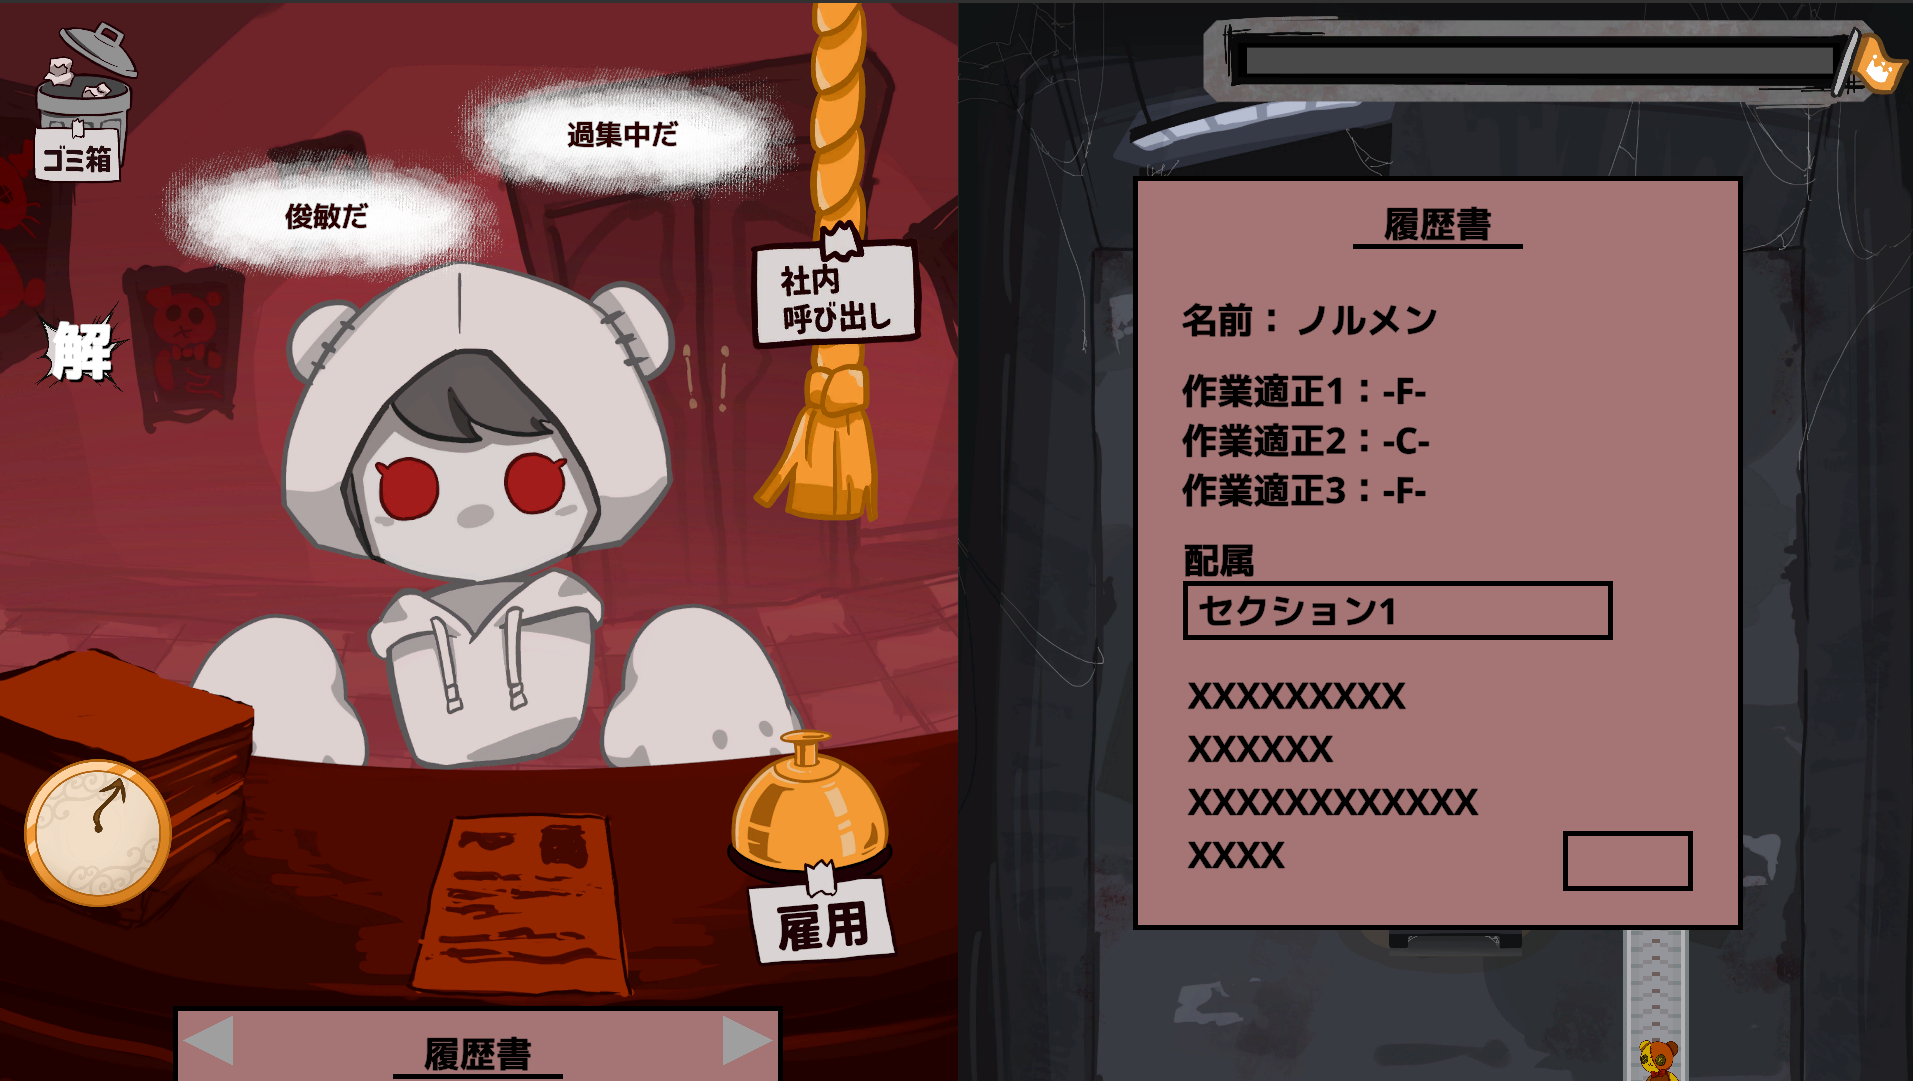 ゴミ箱
過集中だ
俊敏だ
社内
呼び出し
解
雇用
履歴書
履歴書
名前：ノルメン
作業適正1：-F-
作業適正2：-C-
作業適正3：-F-
配属
セクション1
XXXXXXXXX
XXXXXX
XXXXXXXXXXXX
XXXX